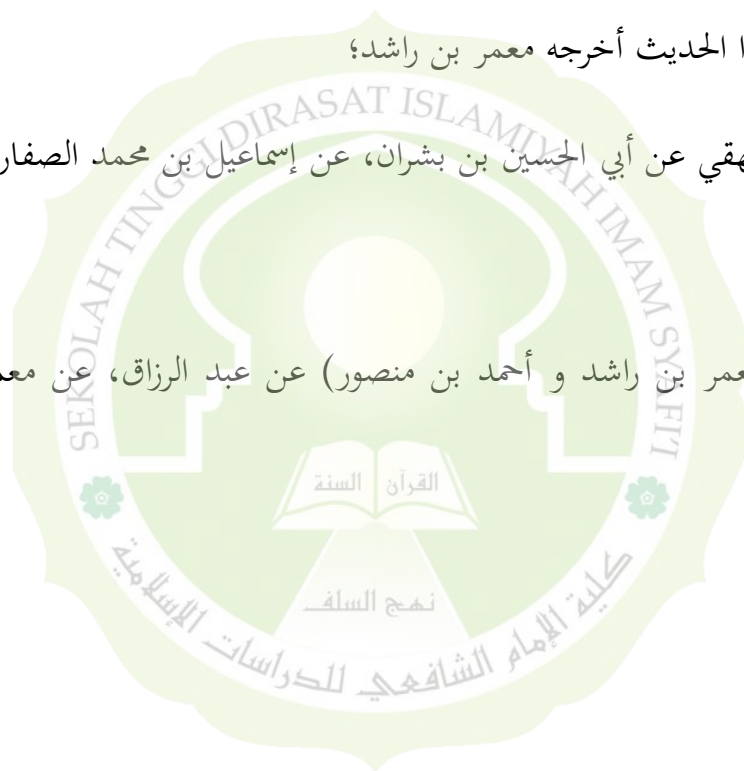 ا الحديث أخرجه معمر بن راشد؛
هقي عن أبي الحسين بن بشران، عن إسماعيل بن محمد الصفار
عمر بن راشد و أحمد بن منصور) عن عبد الرزاق، عن معم
SEKOLAH TINGGI DIRASAT ISLAMIYAH IMAM SYAFI'I
القرآن السنة
نهج السلف
كلية الإمام الشافعي للدراسات الإسلامية